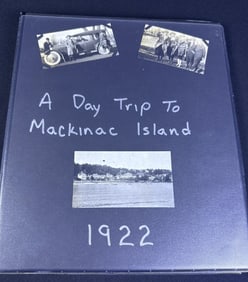 A Day Trip To
Mackinac Island
1922